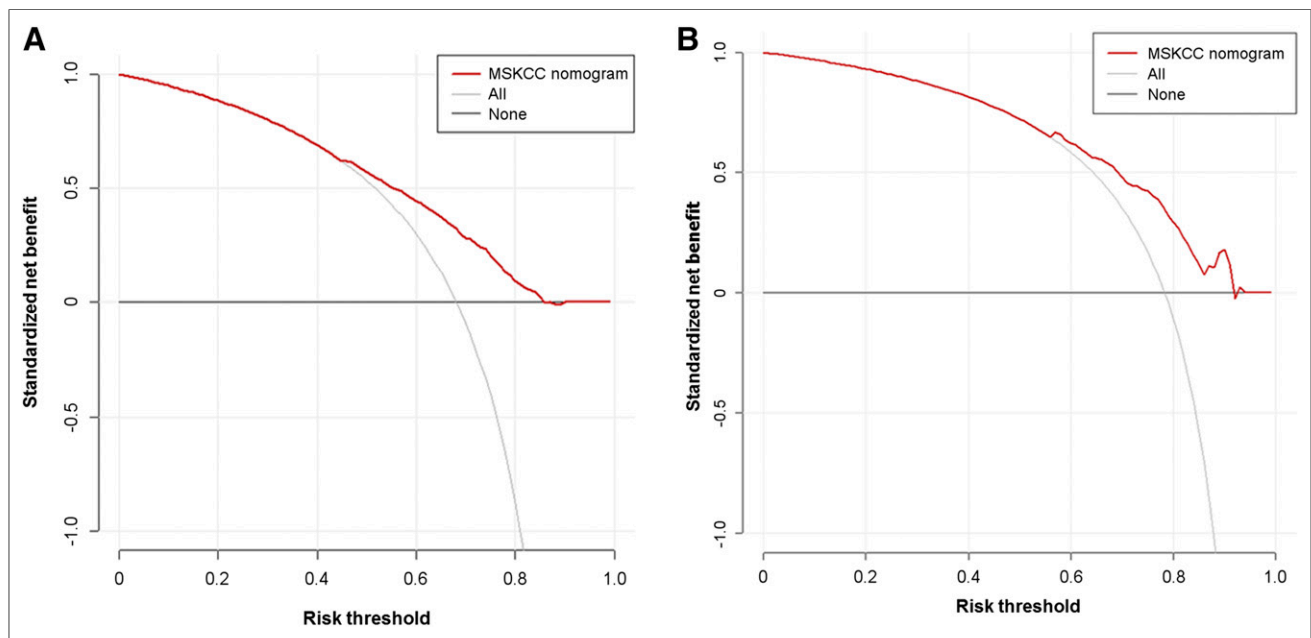 A
MSKCC nomogram
All
None
Standardized net benefit
1.0
0.5
0
-0.5
-1.0
0 0.2 0.4 0.6 0.8 1.0
Risk threshold
B
MSKCC nomogram
All
None
Standardized net benefit
1.0
0.5
0
-0.5
-1.0
0 0.2 0.4 0.6 0.8 1.0
Risk threshold